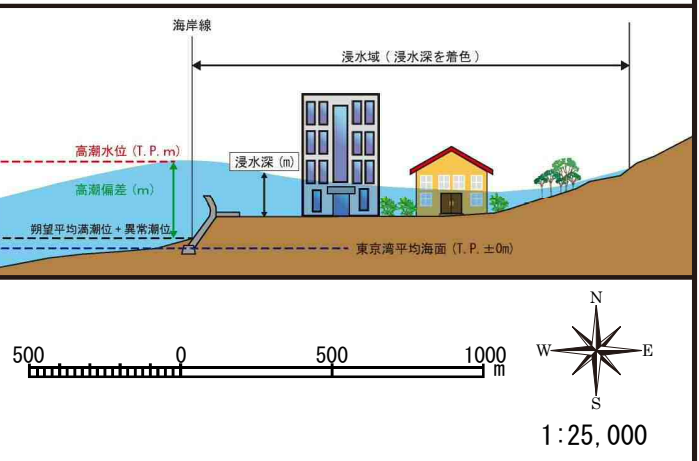 海岸線
浸水域 ( 浸水深を着色 )
高潮水位 (T. P. m)
浸水深 (m)
高潮偏差 (m)
朔望平均満潮位 + 異常潮位
東京湾平均海面 (T. P. ±0m)
500 0 500 1000
m
N
W E
S
1:25, 000